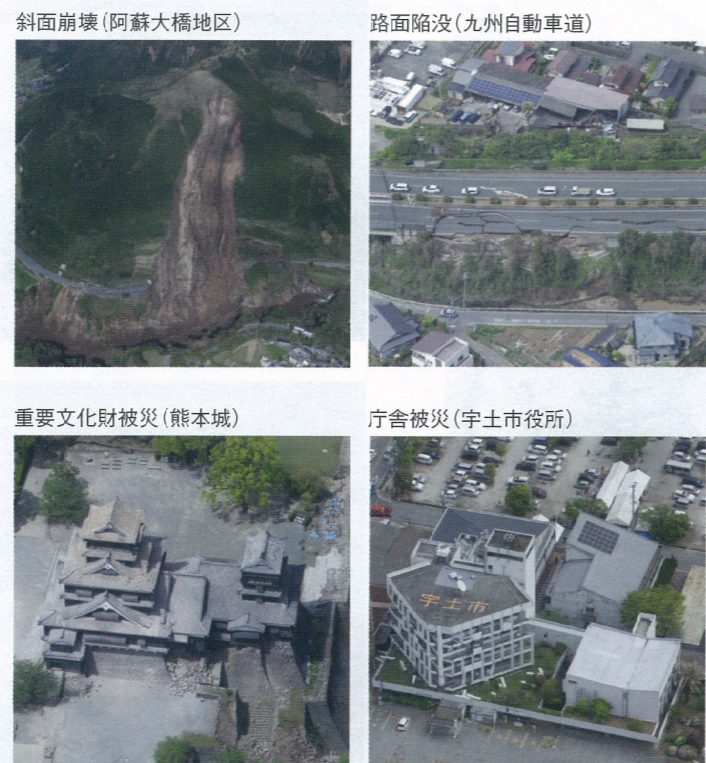 斜面崩壊(阿蘇大橋地区)
路面陥没(九州自動車道)
重要文化財被災(熊本城)
庁舎被災(宇土市役所)
宇土市